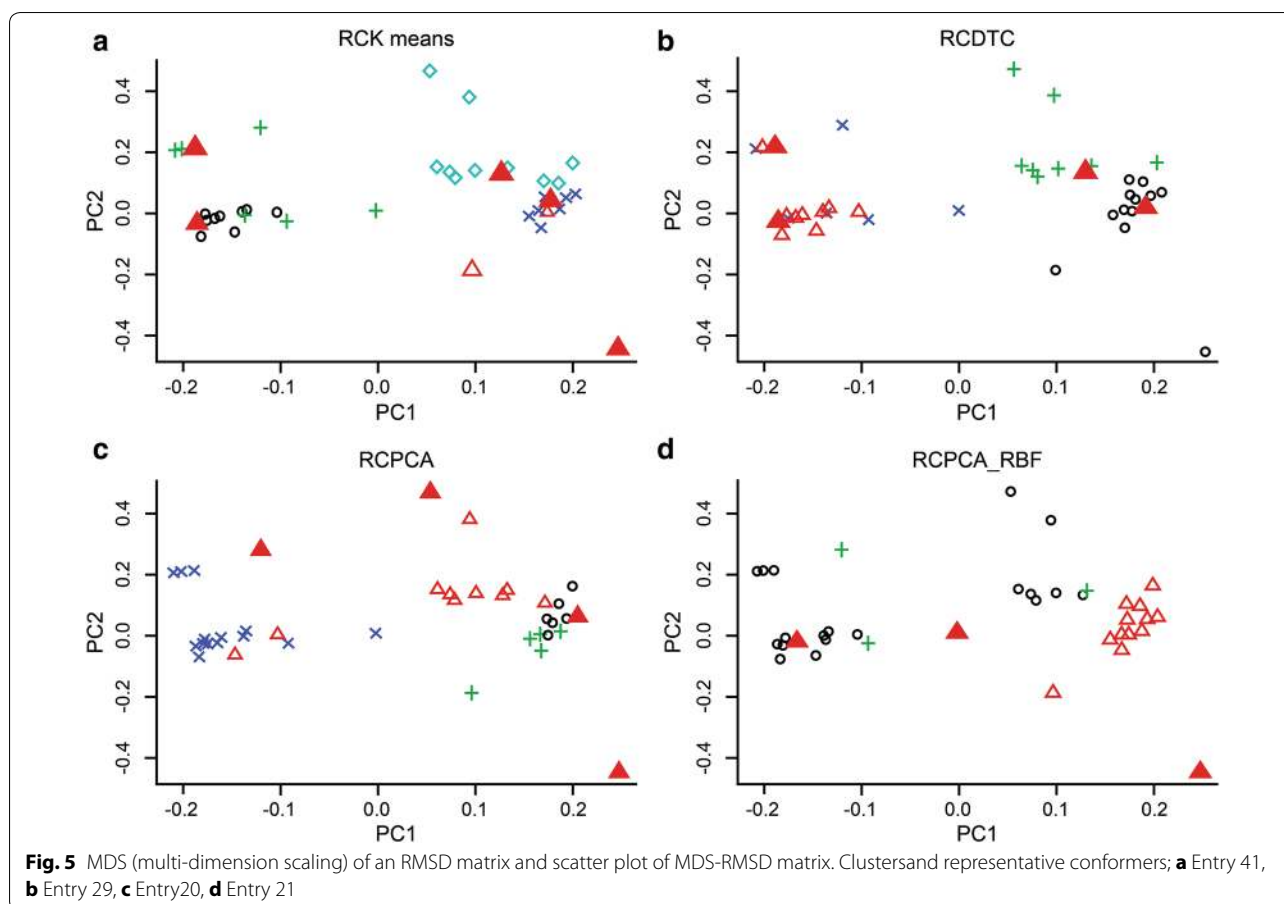 a
RCK means
PC2
0.4
0.2
0.0
-0.2
-0.4
-0.2
-0.1
0.0
0.1
0.2
PC1
b
RCDTC
PC2
0.4
0.2
0.0
-0.2
-0.4
-0.2
-0.1
0.0
0.1
0.2
PC1
c
RCPCA
PC2
0.4
0.2
0.0
-0.2
-0.4
-0.2
-0.1
0.0
0.1
0.2
PC1
d
RCPCA_RBF
PC2
0.4
0.2
0.0
-0.2
-0.4
-0.2
-0.1
0.0
0.1
0.2
PC1
Fig. 5 MDS (multi-dimension scaling) of an RMSD matrix and scatter plot of MDS-RMSD matrix. Clustersand representative conformers; a Entry 41,
b Entry 29, c Entry20, d Entry 21